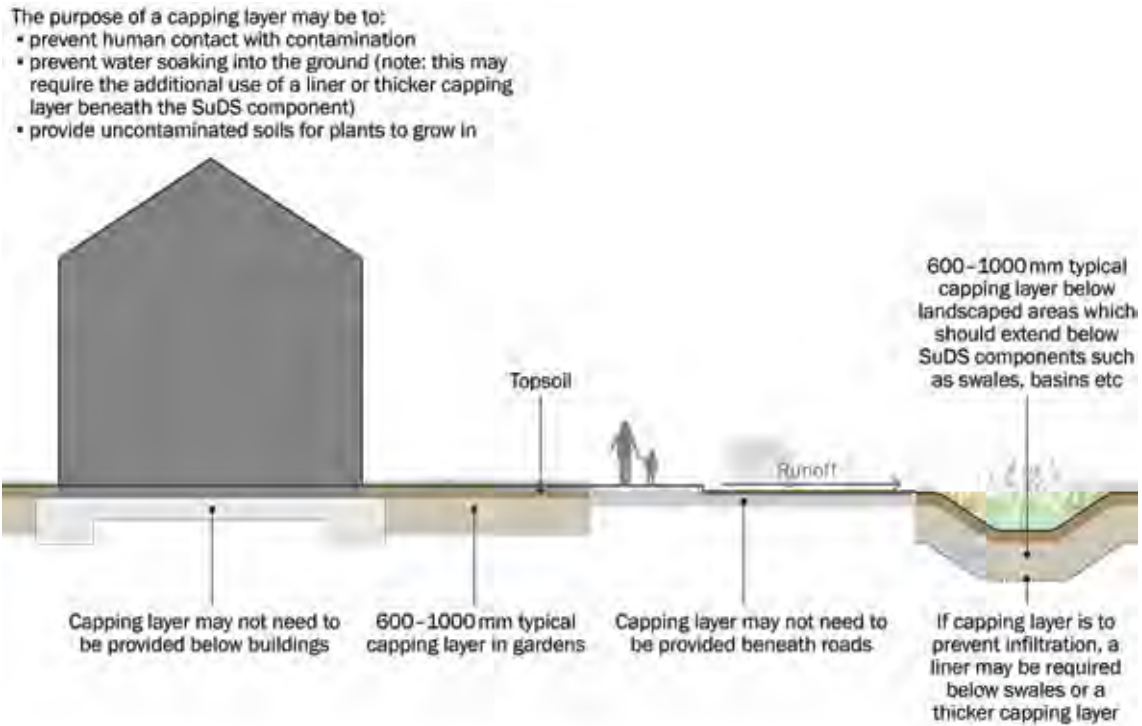 The purpose of a capping layer may be to:
• prevent human contact with contamination
• prevent water soaking into the ground (note: this may
require the additional use of a liner or thicker capping
layer beneath the SuDS component)
• provide uncontaminated soils for plants to grow in
600–1000 mm typical
capping layer below
landscaped areas which
should extend below
SuDS components such
as swales, basins etc
Topsoil
Runoff
Capping layer may not need to
be provided below buildings
600–1000 mm typical
capping layer in gardens
Capping layer may not need to
be provided beneath roads
If capping layer is to
prevent infiltration, a
liner may be required
below swales or a
thicker capping layer